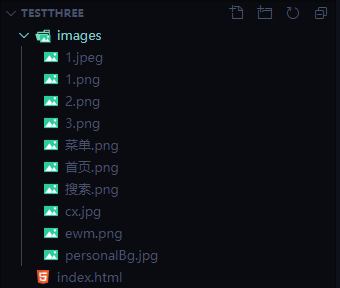 TESTTHREE
images
1.jpeg
1.png
2.png
3.png
菜单.png
首页.png
搜素.png
cx.jpg
ewm.png
personalBg.jpg
index.html